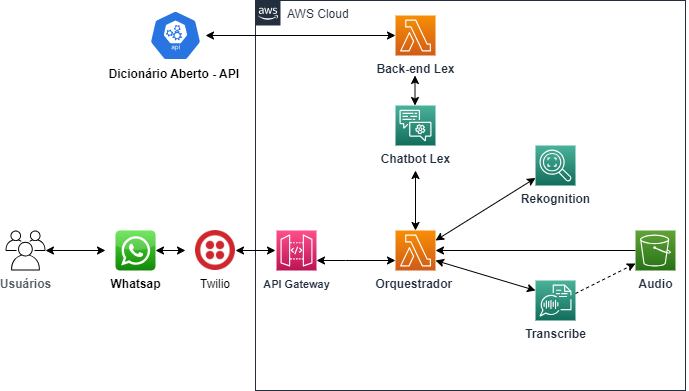 aws
AWS Cloud
api
Dicionário Aberto - API
Back-end Lex
Chatbot Lex
Rekognition
Usuários
Whatsap
Twilio
API Gateway
Orquestrador
Audio
Transcribe